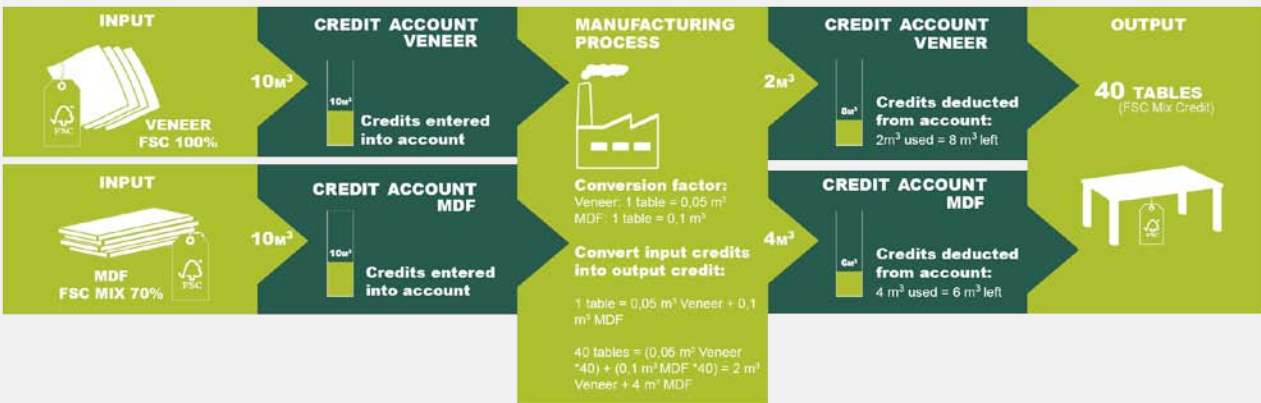 INPUT
FSC
VENEER
FSC 100%
10M³
CREDIT ACCOUNT
VENEER
10M³
Credits entered
into account
INPUT
FSC
MDF
FSC MIX 70%
10M³
CREDIT ACCOUNT
MDF
10M³
Credits entered
into account
MANUFACTURING
PROCESS
Conversion factor:
Veneer: 1 table = 0,05 m³
MDF: 1 table = 0,1 m³
Convert input credits
into output credit:
1 table = 0,05 m³ Veneer + 0,1
m³ MDF
40 tables = (0,05 m³ Veneer
*40) + (0,1 m³ MDF *40) = 2 m³
Veneer + 4 m³ MDF
2M³
CREDIT ACCOUNT
VENEER
8M³
Credits deducted
from account:
2m³ used = 8 m³ left
4M³
CREDIT ACCOUNT
MDF
6M³
Credits deducted
from account:
4 m³ used = 6 m³ left
OUTPUT
40 TABLES
(FSC Mix Credit)
FSC